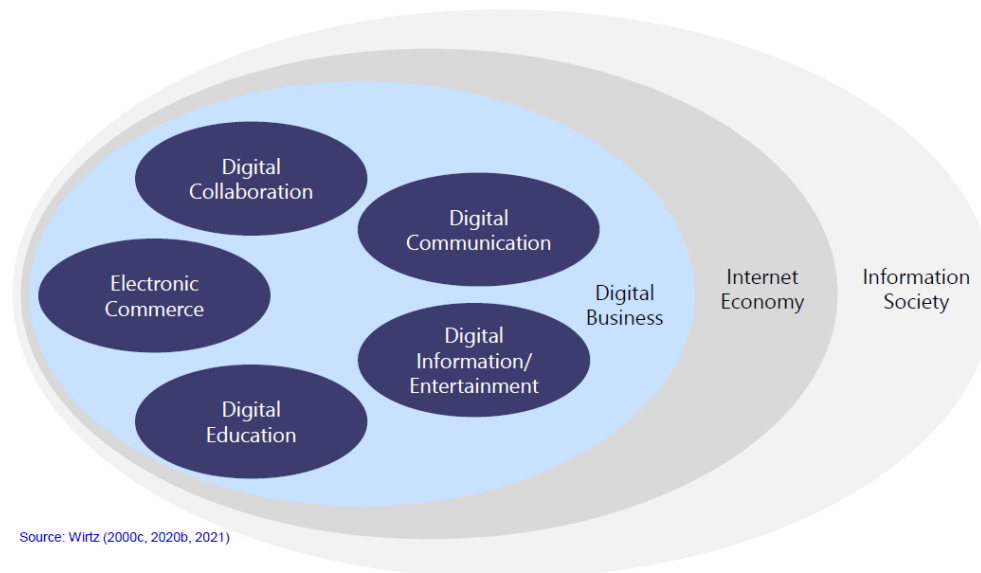 Digital
Collaboration
Digital
Communication
Electronic
Commerce
Digital
Information/
Entertainment
Digital
Education
Digital
Business
Internet
Economy
Information
Society
Source: Wirtz (2000c, 2020b, 2021)